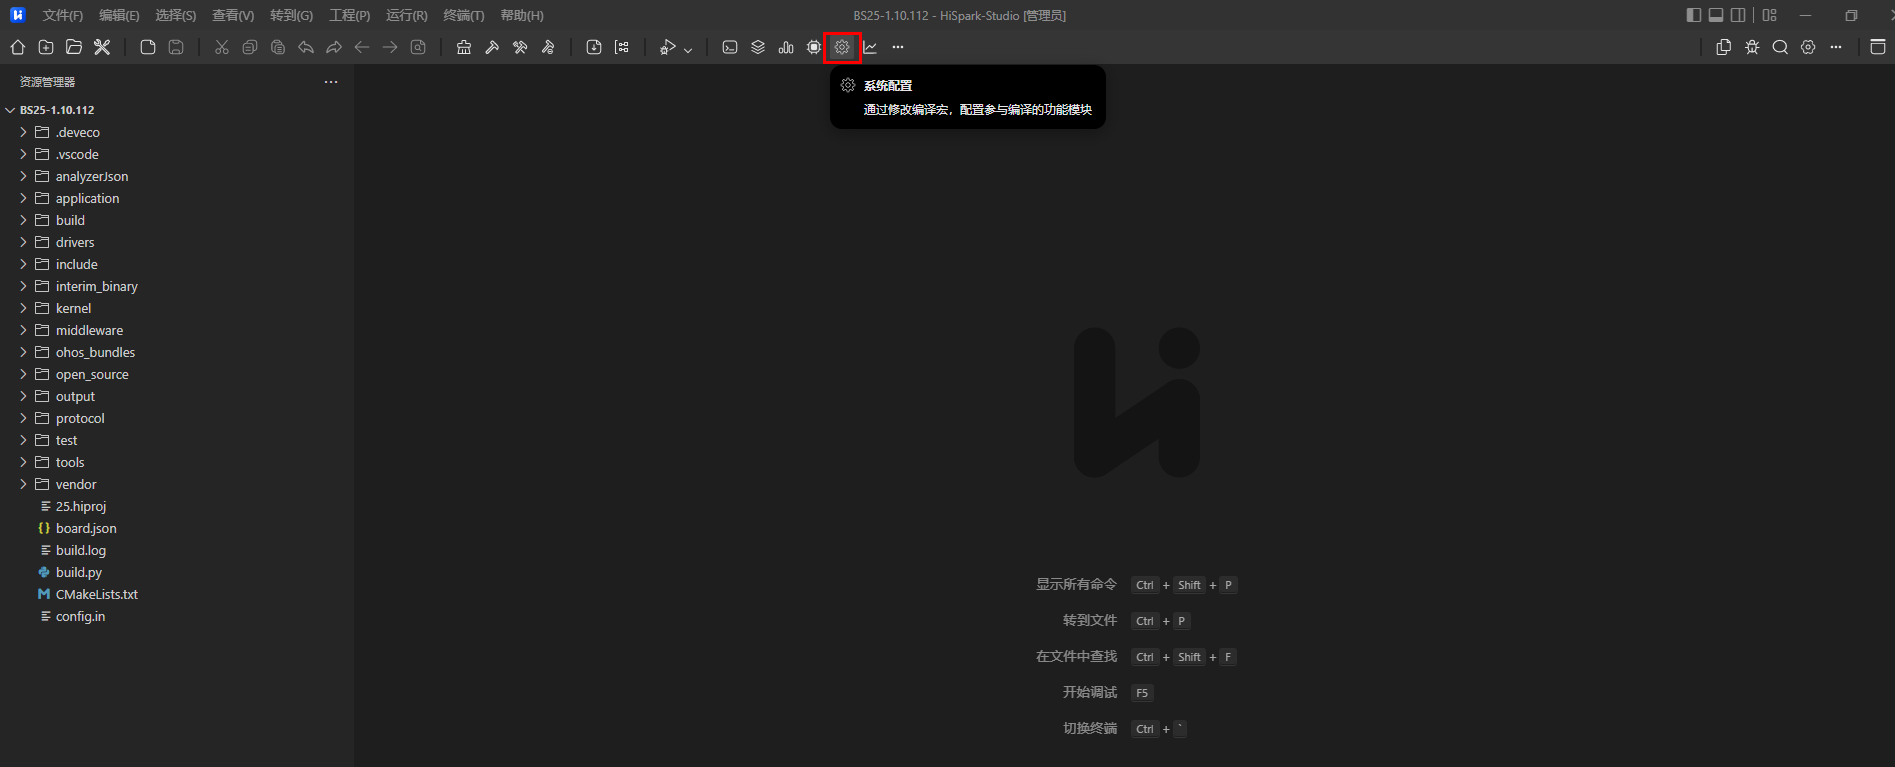 文件(F) 编辑(E) 选择(S) 查看(V) 转到(G) 工程(P) 运行(R) 终端(T) 帮助(H) BS25-1.10.112 - HiSpark-Studio [管理员]
资源管理器
系统配置
通过修改编译宏，配置参与编译的功能模块
BS25-1.10.112
.deveco
.vscode
analyzerJson
application
build
drivers
include
interim_binary
kernel
middleware
ohos_bundles
open_source
output
protocol
test
tools
vendor
25.hiproj
board.json
build.log
build.py
CMakeLists.txt
config.in
显示所有命令 Ctrl + Shift + P
转到文件 Ctrl + P
在文件中查找 Ctrl + Shift + F
开始调试 F5
切换终端 Ctrl + `